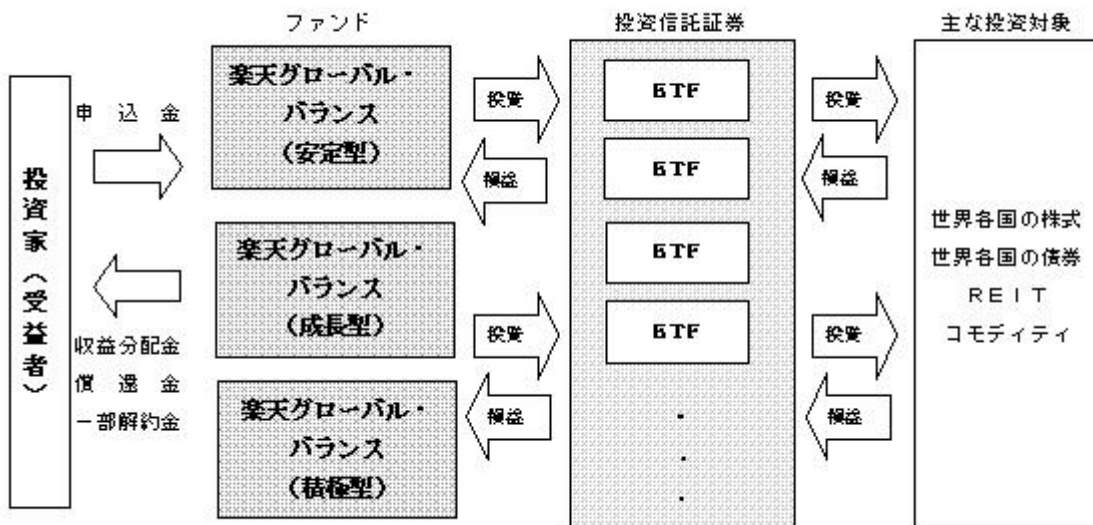 ファンド
投資信託証券
主な投資対象
投資家（受益者）
申込金
収益分配金
償還金
一部解約金
楽天グローバル・
バランス
（安定型）
楽天グローバル・
バランス
（成長型）
楽天グローバル・
バランス
（積極型）
投資
損益
投資
損益
ETF
ETF
ETF
ETF
・
・
・
投資
損益
投資
損益
世界各国の株式
世界各国の債券
ＲＥＩＴ
コモディティ